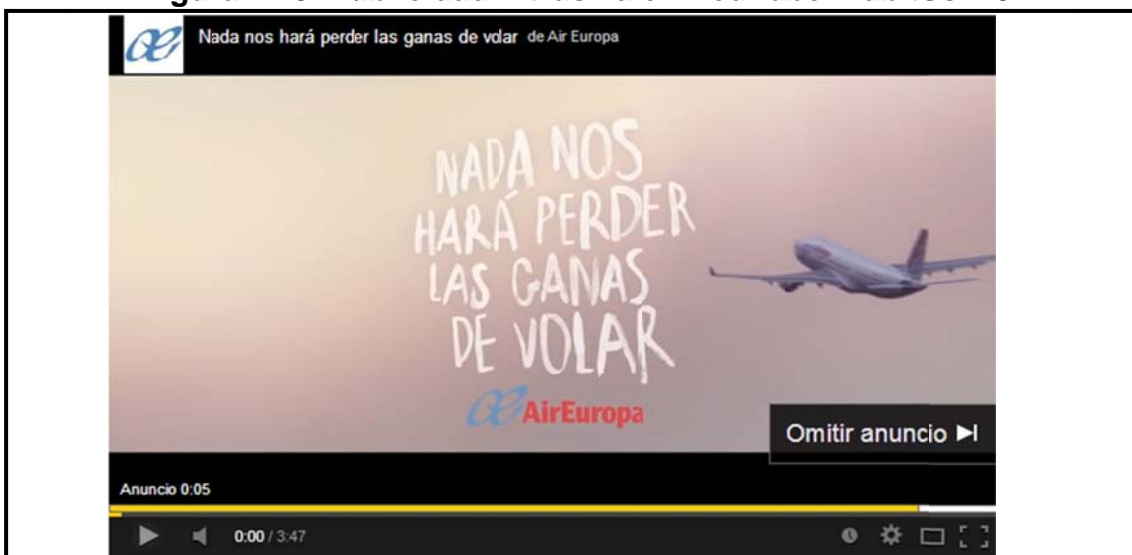 Nada nos hará perder las ganas de volar de Air Europa
NADA NOS
HARÁ PERDER
LAS GANAS
DE VOLAR
AirEuropa
Omitir anuncio
Anuncio 0:05
0:00 / 3:47